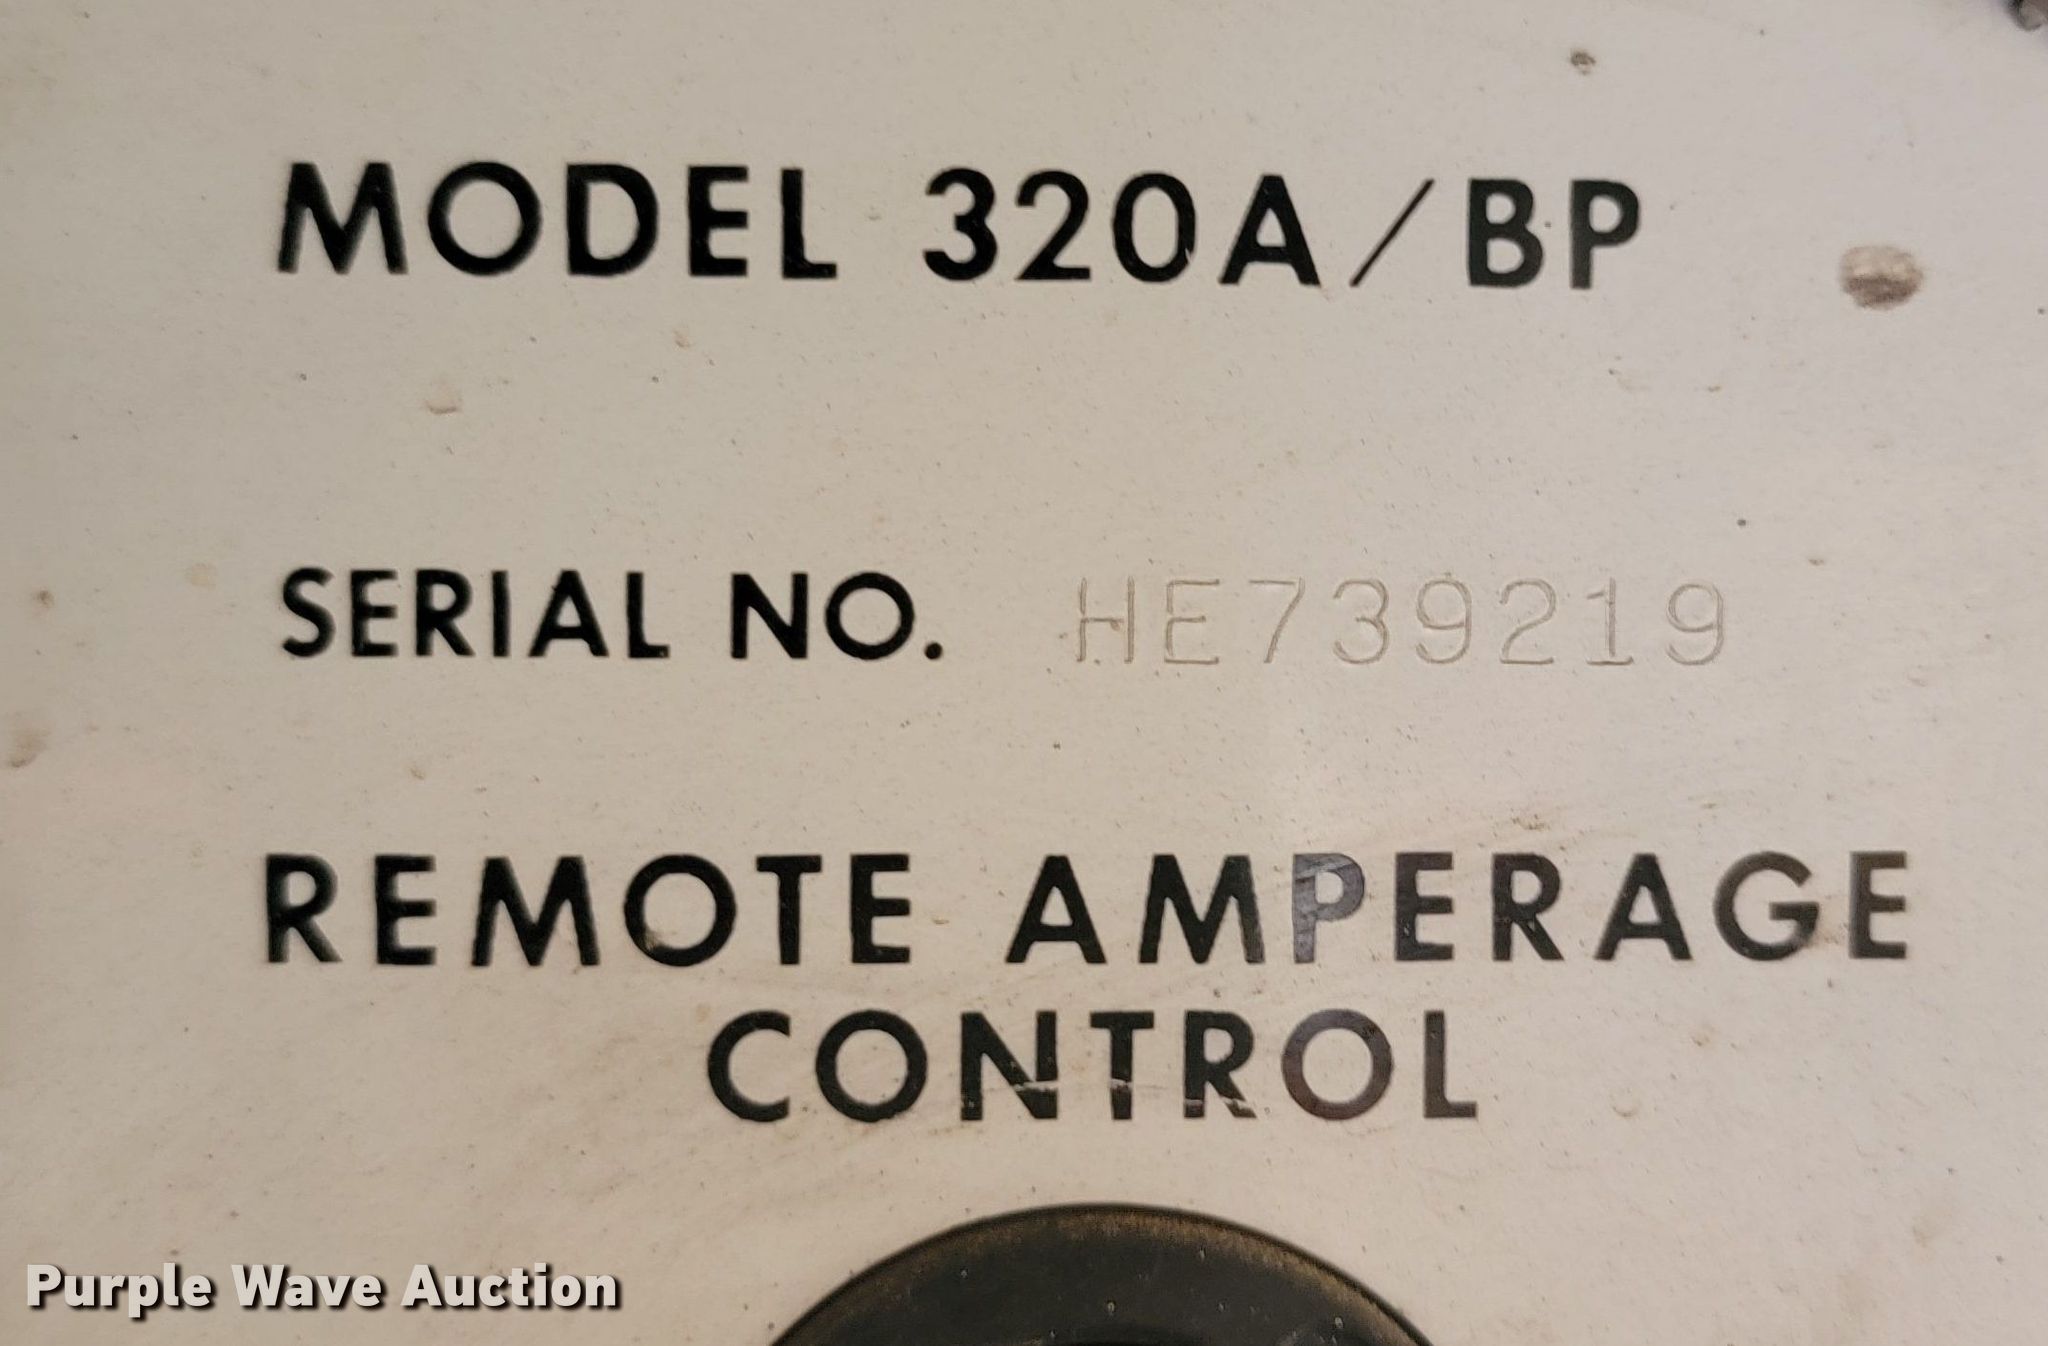 MODEL 320A/BP
SERIAL NO. HE739219
REMOTE AMPERAGE
CONTROL
Purple Wave Auction